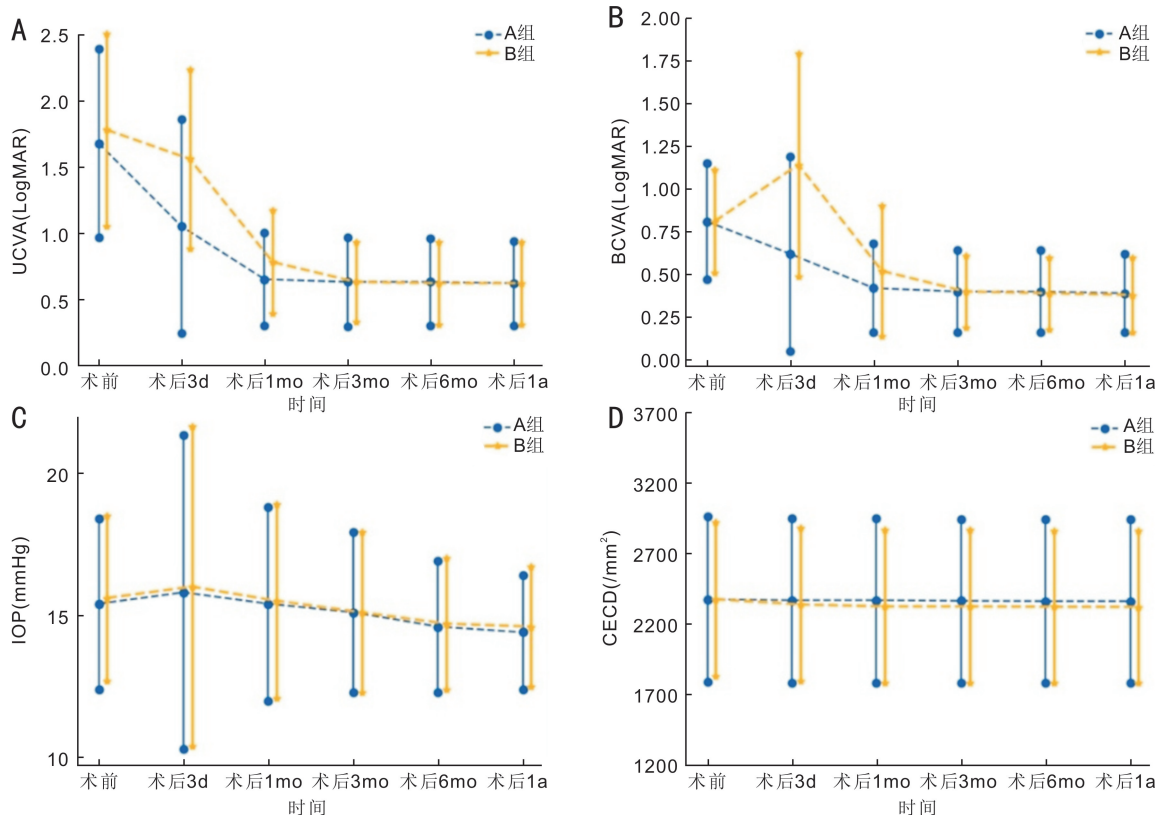 A
A组
B组
2.5
2.0
1.5
1.0
0.5
0.0
UCVA(LogMAR)
术前 术后3d 术后1mo 术后3mo 术后6mo 术后1a
时间
B
A组
B组
2.00
1.75
1.50
1.25
1.00
0.75
0.50
0.25
0.00
BCVA(LogMAR)
术前 术后3d 术后1mo 术后3mo 术后6mo 术后1a
时间
C
A组
B组
20
15
10
IOP(mmHg)
术前 术后3d 术后1mo 术后3mo 术后6mo 术后1a
时间
D
A组
B组
3700
3200
2700
2200
1700
1200
CECD(/mm²)
术前 术后3d 术后1mo 术后3mo 术后6mo 术后1a
时间